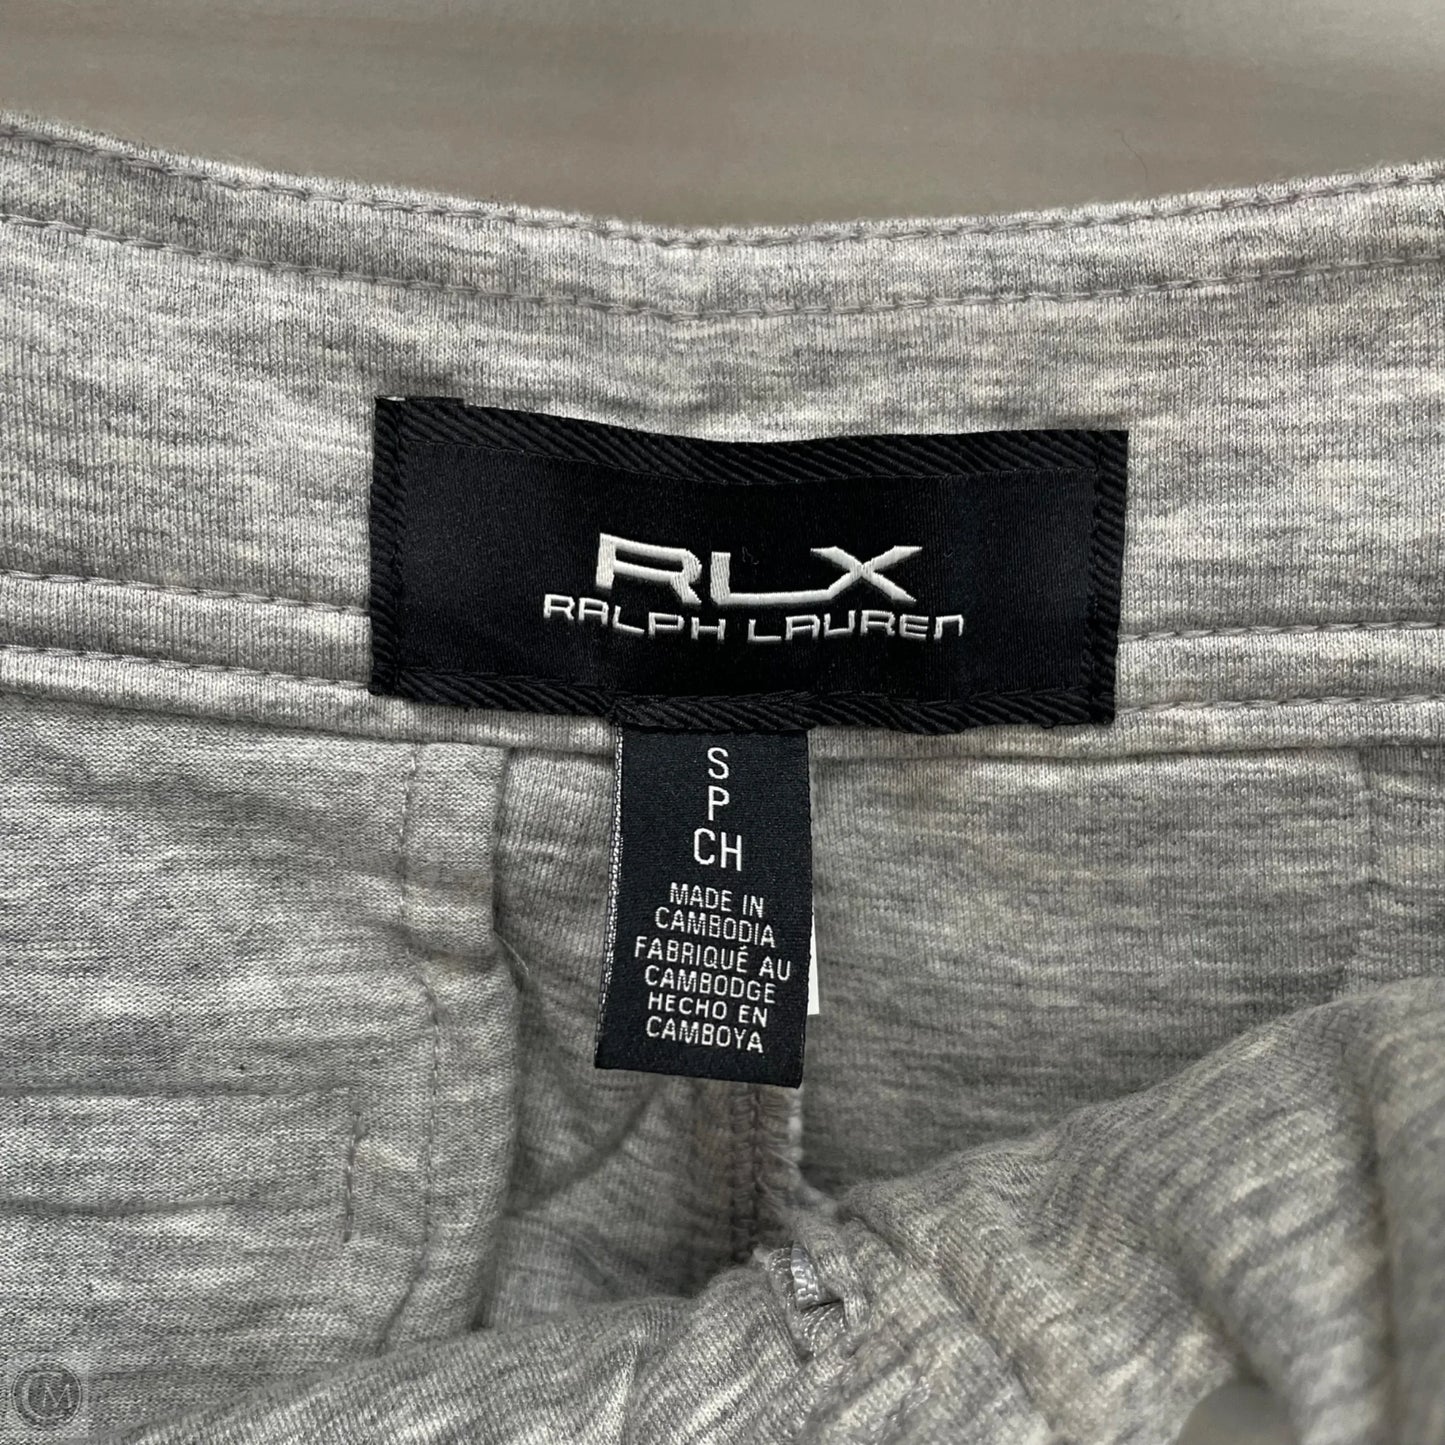 RLX
RALPH LAUREN
S
P
CH
MADE IN
CAMBODIA
FABRIQUÉ AU
CAMBODGE
HECHO EN
CAMBOYA